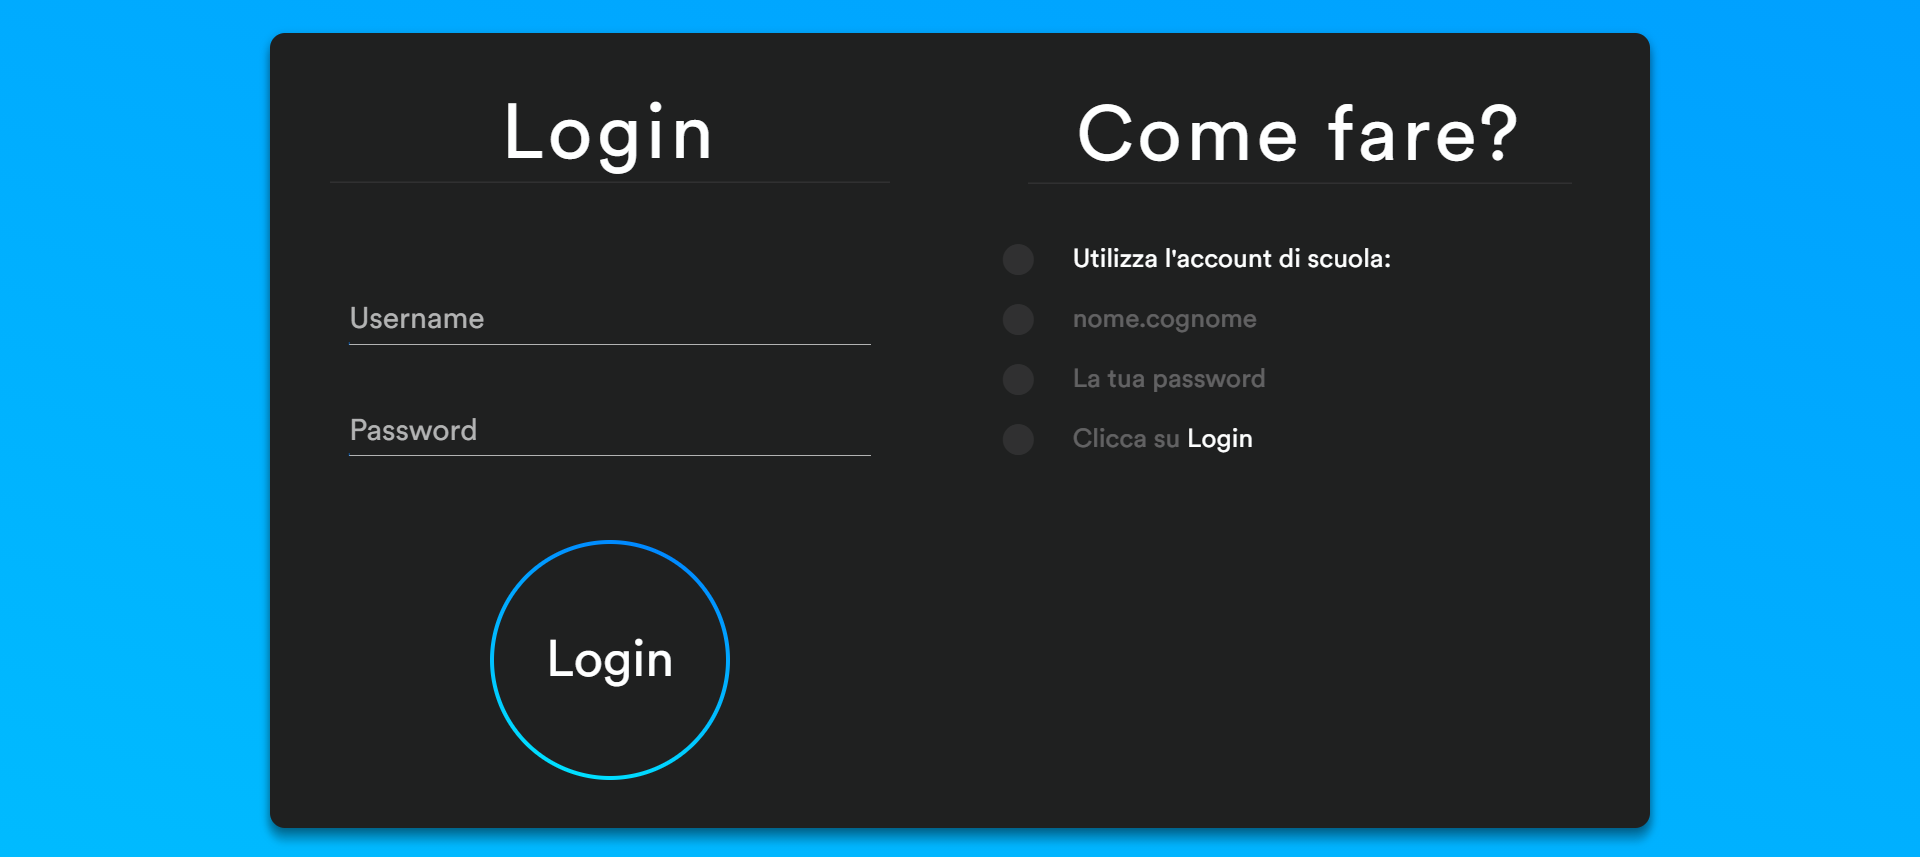 Login
Username
Password
Login
Come fare?
Utilizza l'account di scuola:
nome.cognome
La tua password
Clicca su Login